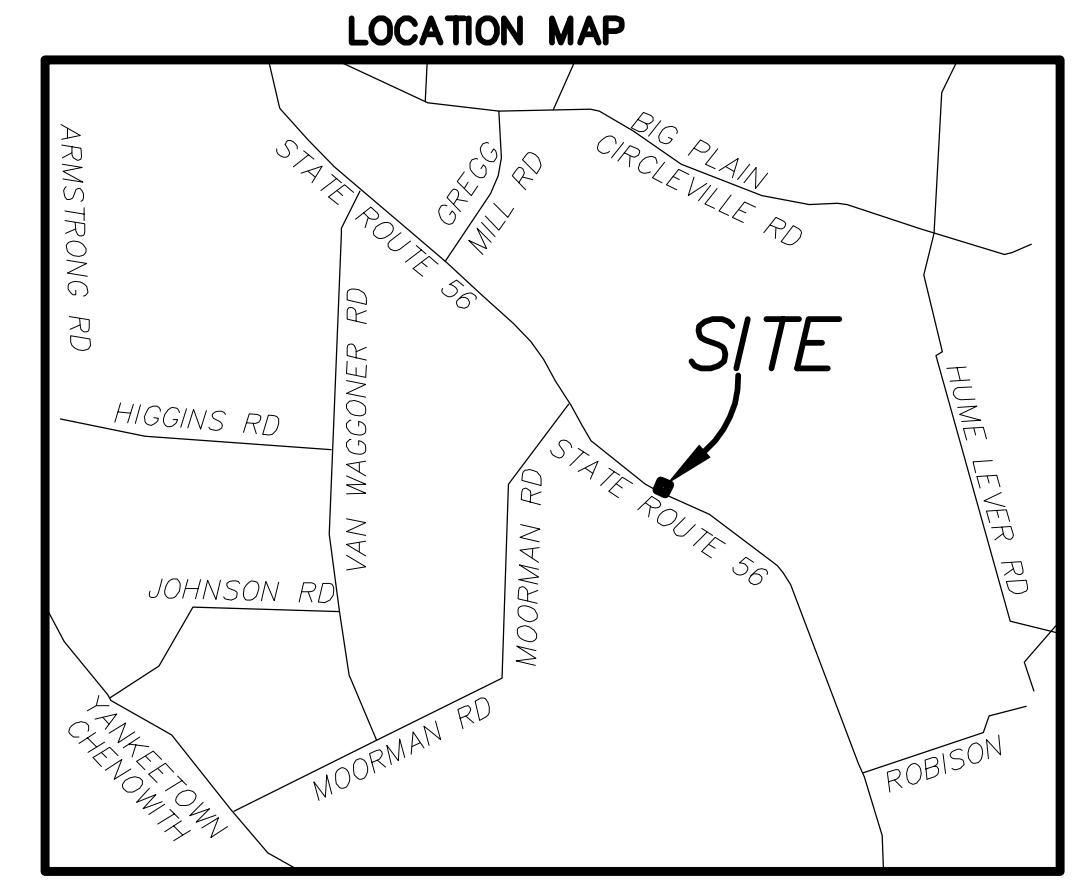 LOCATION MAP
ARMSTRONG RD
STATE ROUTE 56
GREGG
MILL RD
BIG PLAIN
CIRCLEVILLE RD
VAN WAGGONER RD
SITE
HIGGINS RD
HUME LEVER RD
STATE ROUTE 56
MOORMAN RD
JOHNSON RD
YANKEETOWN
CHENOWITH
MOORMAN RD
ROBISON